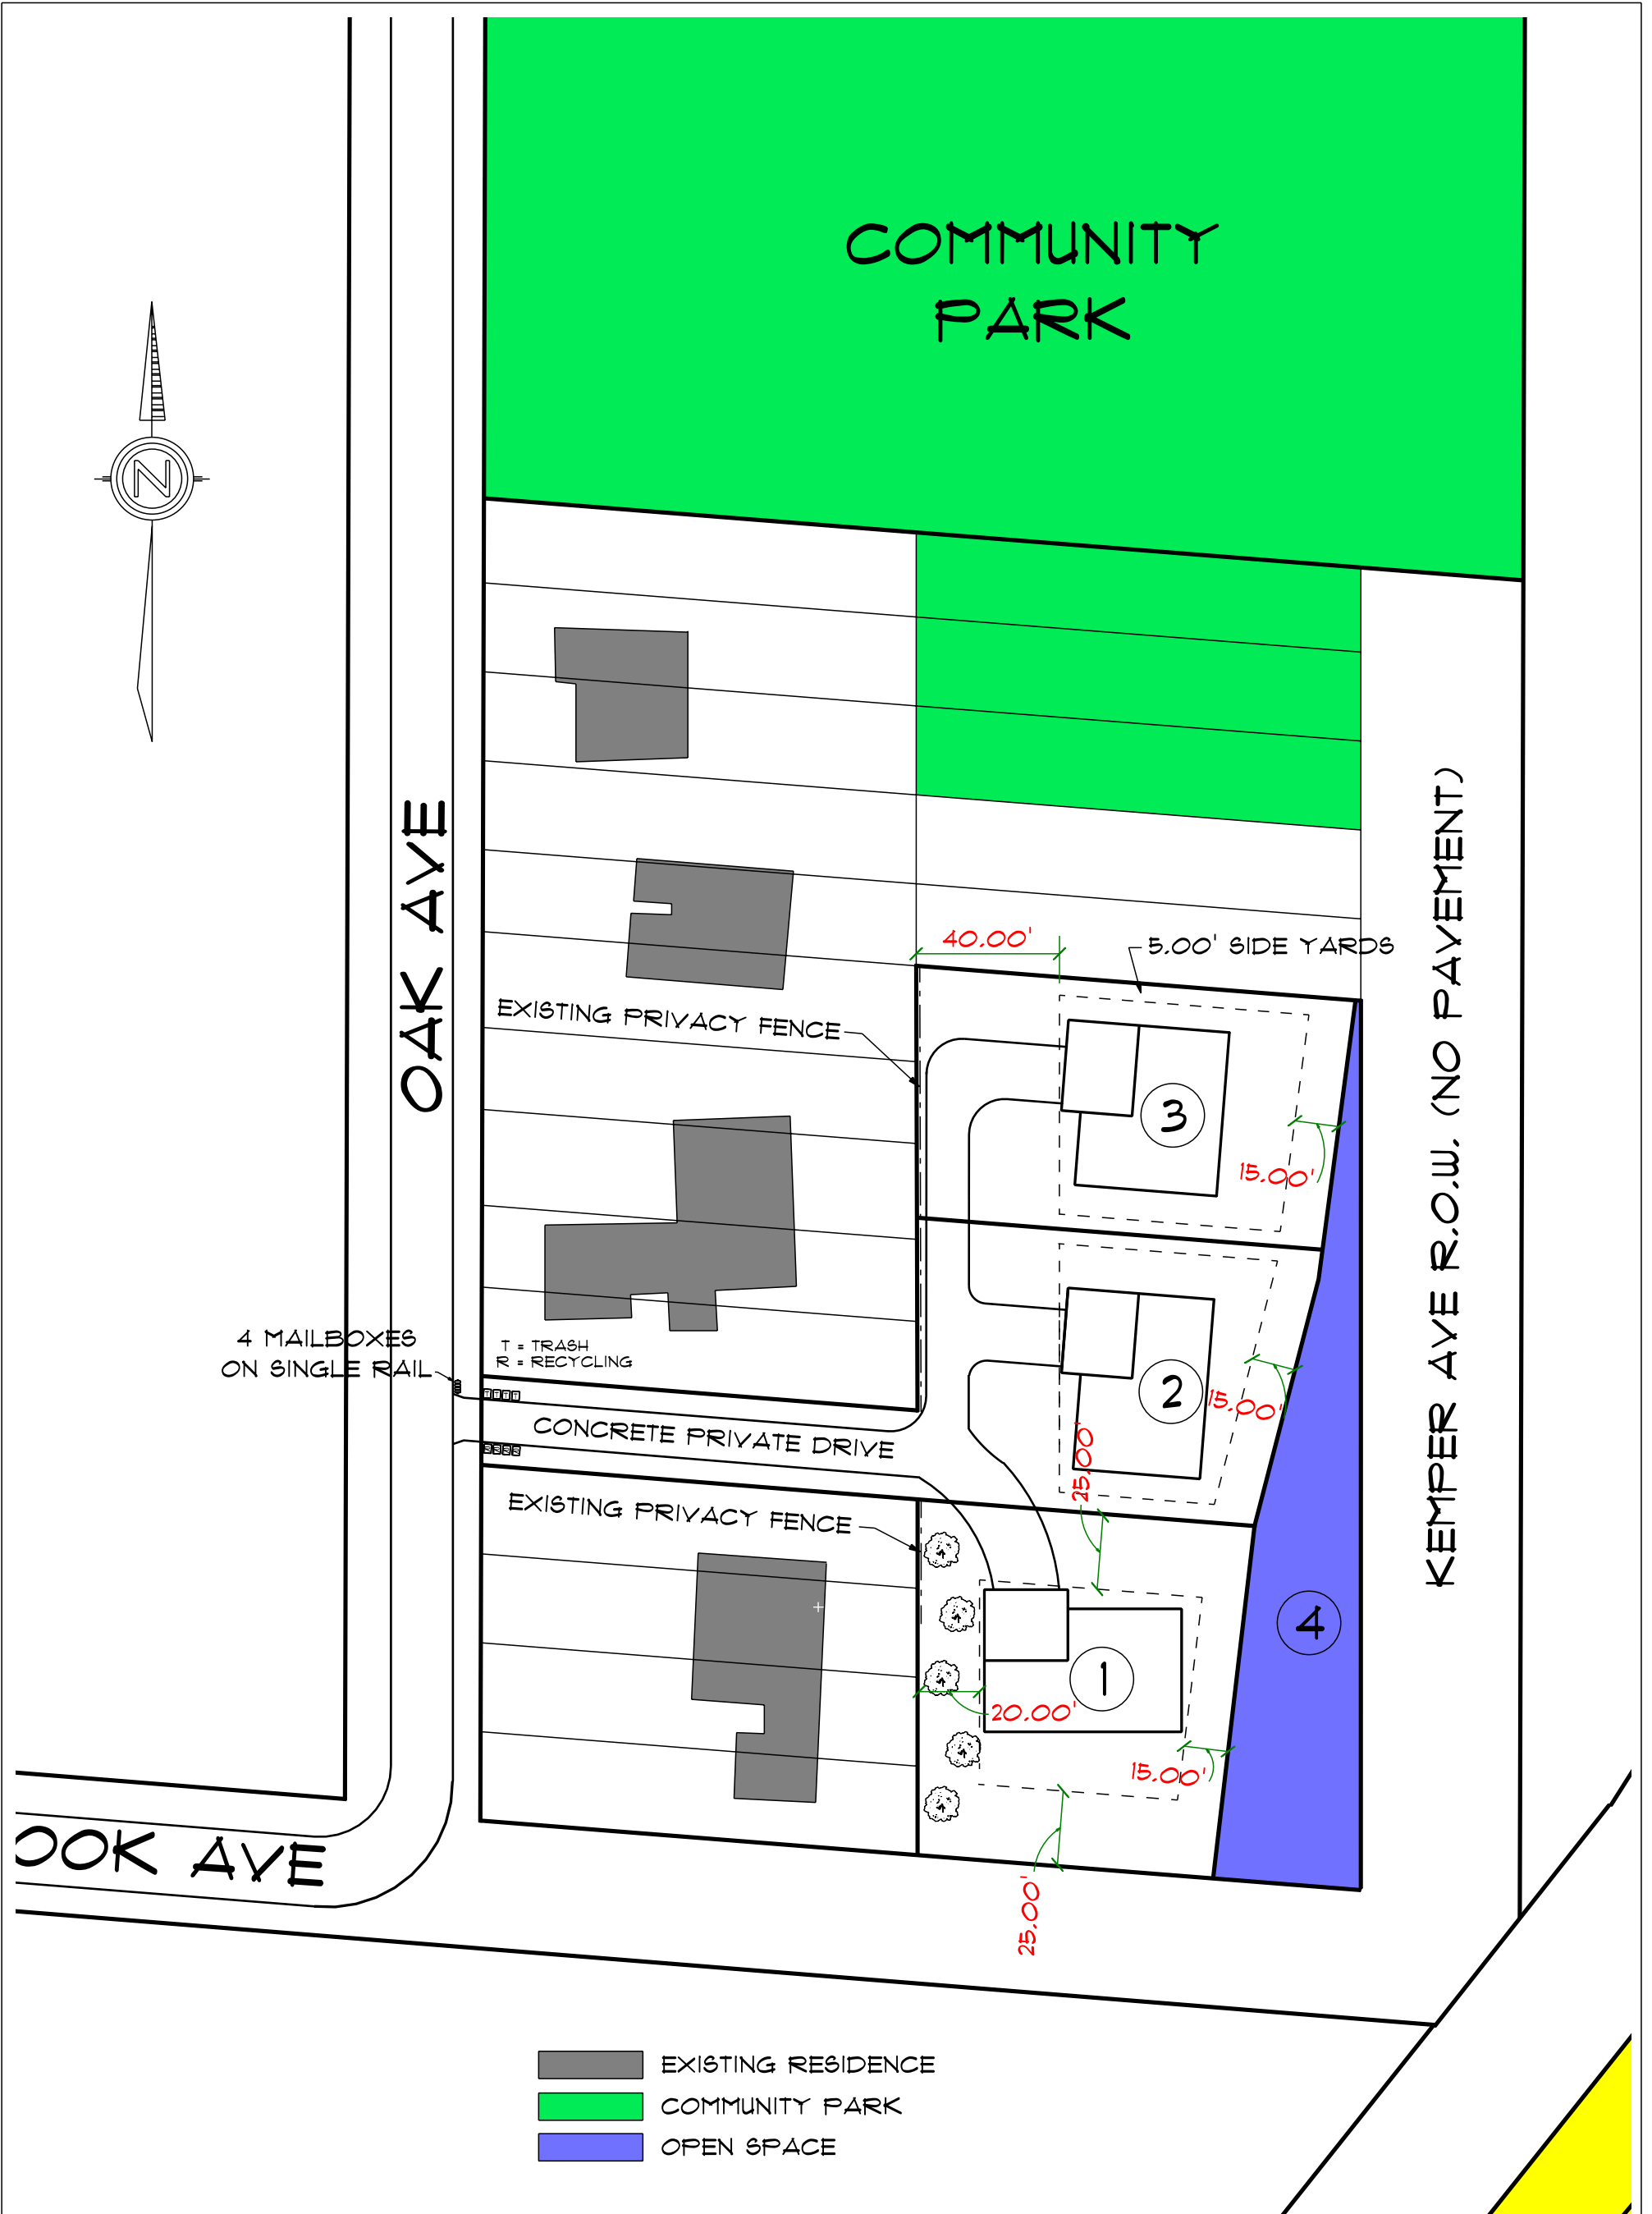 COMMUNITY
PARK
N
OAK AVE
40.00'
5.00' SIDE YARDS
EXISTING PRIVACY FENCE
3
15.00'
KEMPER AVE R.O.W. (NO PAVEMENT)
4 MAILBOXES
ON SINGLE RAIL
T = TRASH
R = RECYCLING
T T T T
2
15.00'
CONCRETE PRIVATE DRIVE
R R R R
25.00'
EXISTING PRIVACY FENCE
4
1
20.00'
15.00'
OOK AVE
25.00'
EXISTING RESIDENCE
COMMUNITY PARK
OPEN SPACE